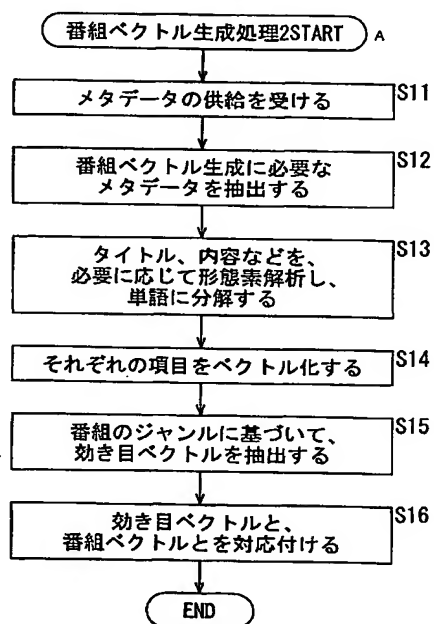 番組ベクトル生成処理2START A
メタデータの供給を受ける S11
番組ベクトル生成に必要な S12
メタデータを抽出する
タイトル、内容などを、 S13
必要に応じて形態素解析し、
単語に分解する
それぞれの項目をベクトル化する S14
番組のジャンルに基づいて、 S15
効き目ベクトルを抽出する
効き目ベクトルと、 S16
番組ベクトルとを対応付ける
END